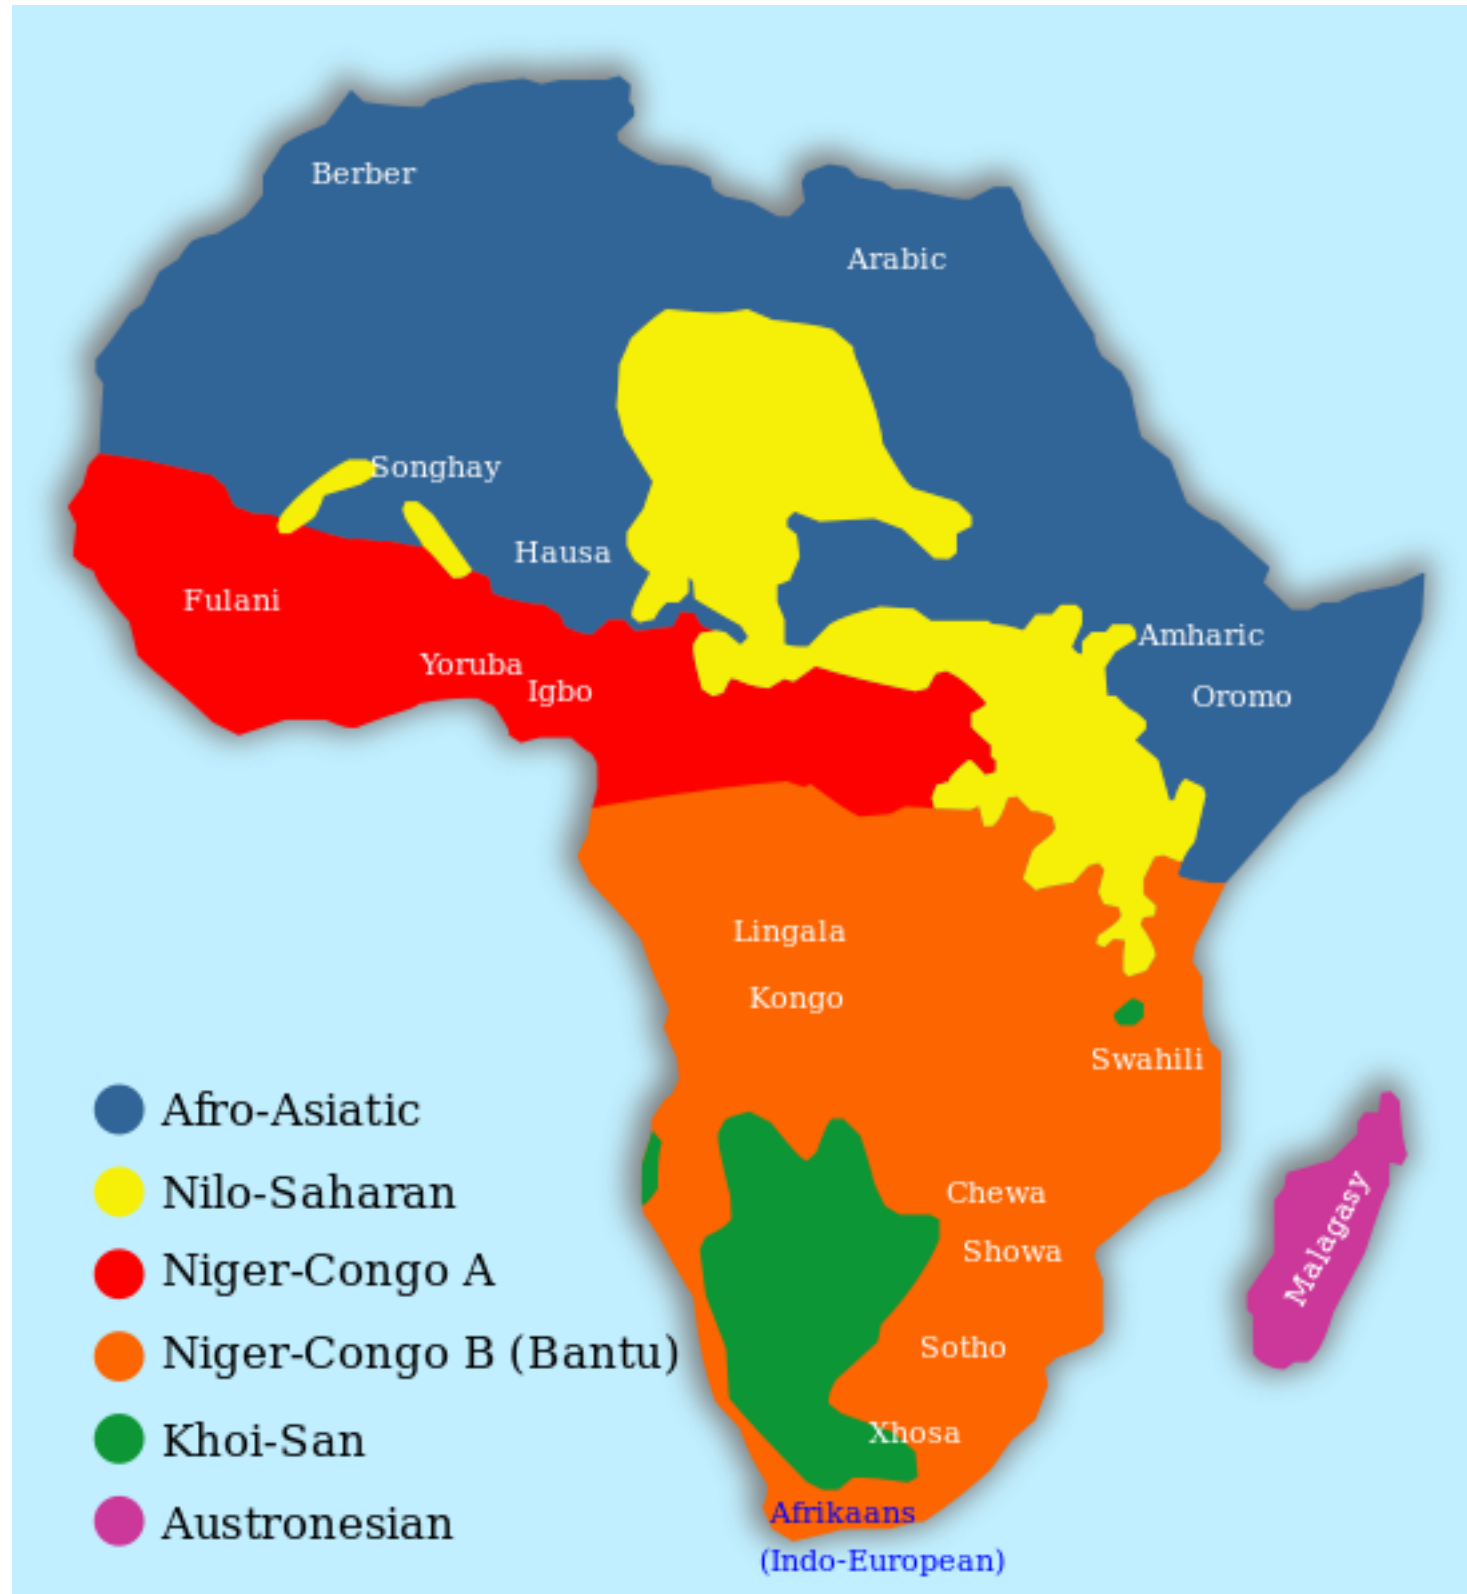 Berber
Arabic
Songhay
Hausa
Fulani
Amharic
Yoruba
Igbo
Oromo
Lingala
Kongo
Swahili
Afro-Asiatic
Nilo-Saharan
Chewa
Malagasy
Showa
Niger-Congo A
Niger-Congo B (Bantu)
Sotho
Khoi-San
Xhosa
Austronesian
Afrikaans
(Indo-European)